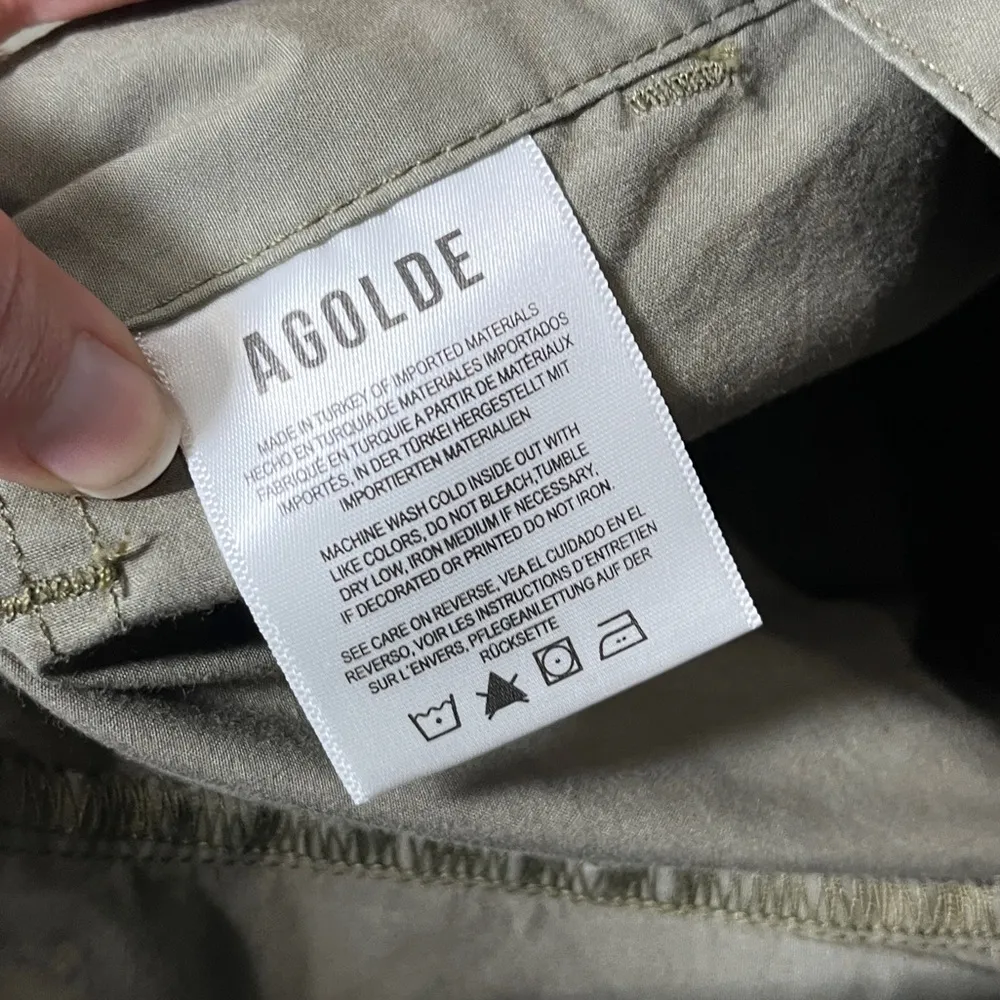 AGOLDE
MADE IN TURKEY OF IMPORTED MATERIALS
HECHO EN TURQUIA DE MATERIALES IMPORTADOS
FABRIQUÉ EN TURQUIE A PARTIR DE MATÉRIAUX
IMPORTÉS, IN DER TÜRKEI HERGESTELLT MIT
IMPORTIERTEN MATERIALIEN
MACHINE WASH COLD INSIDE OUT WITH
LIKE COLORS, DO NOT BLEACH,TUMBLE
DRY LOW, IRON MEDIUM IF NECESSARY,
IF DECORATED OR PRINTED DO NOT IRON.
SEE CARE ON REVERSE, VEA EL CUIDADO EN EL
REVERSO, VOIR LES INSTRUCTIONS D'ENTRETIEN
SUR L'ENVERS, PFLEGEANLEITUNG AUF DER
RÜCKSETTE